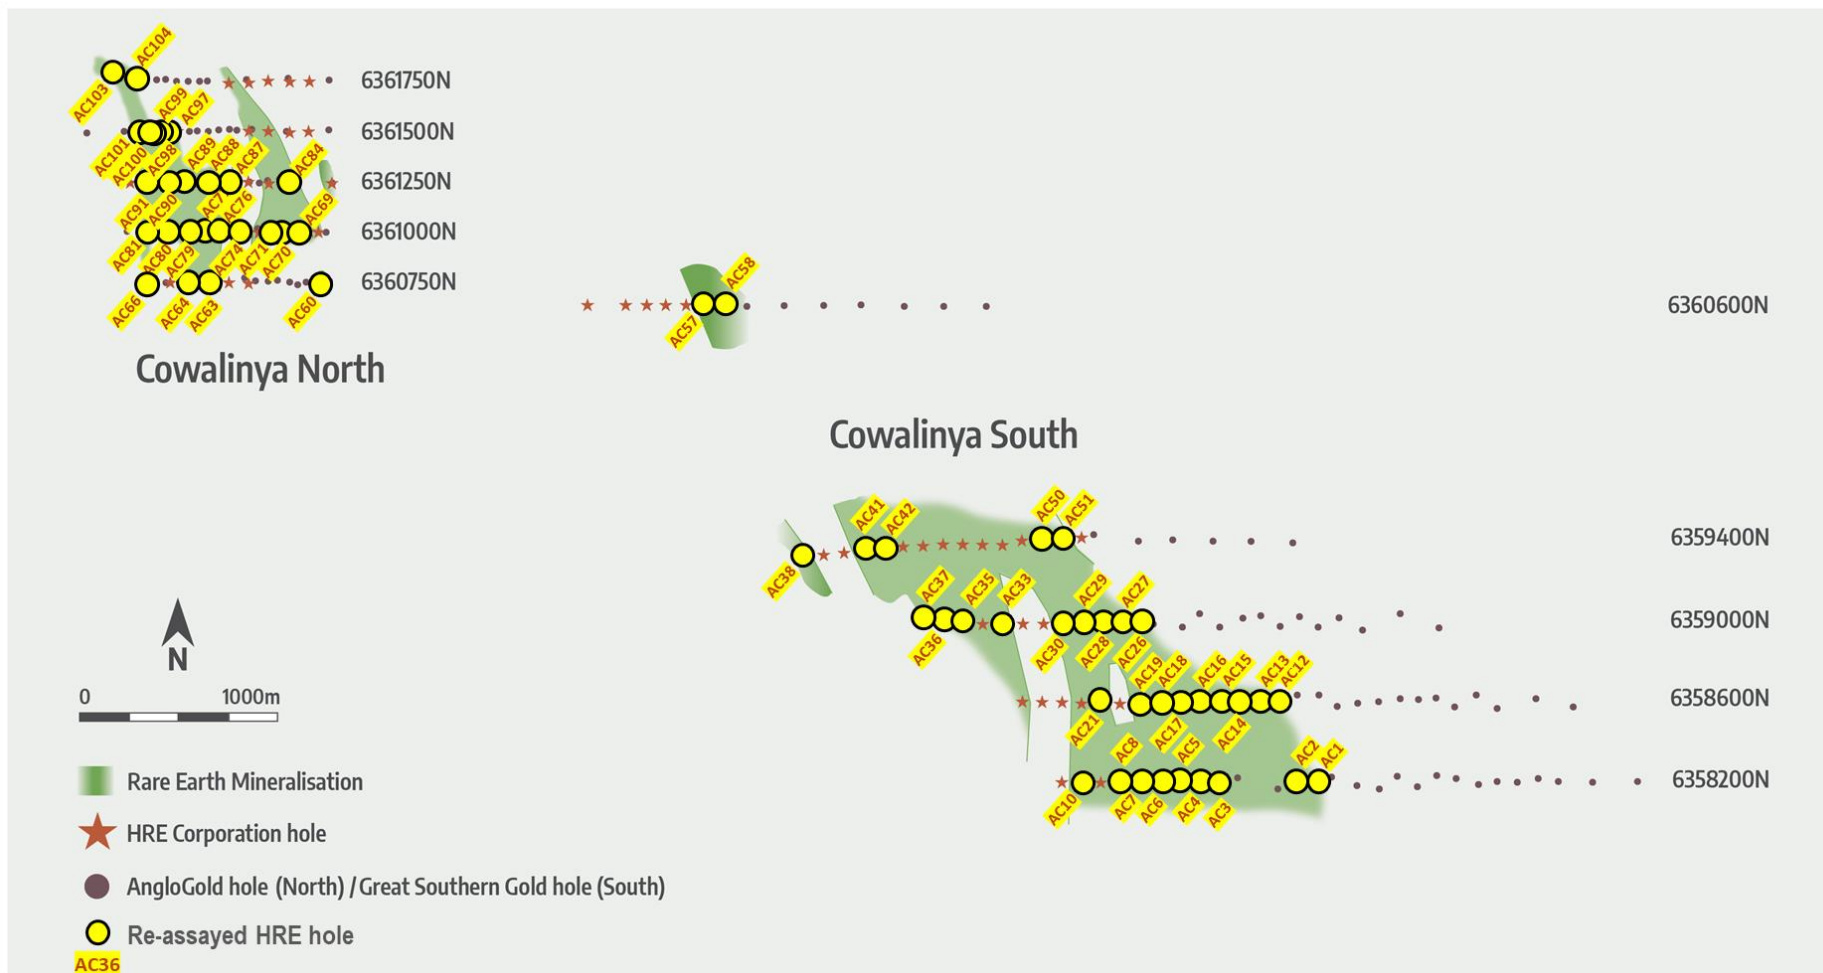 AC104
6361750N
AC103
AC99
AC97
6361500N
AC101
AC100
AC98
AC89
AC88
AC87
AC84
6361250N
AC91
AC90
AC76
AC69
6361000N
AC81
AC80
AC79
AC74
AC71
AC70
6360750N
AC66
AC64
AC63
AC60
AC58
6360600N
AC57
Cowalinya North
Cowalinya South
AC41
AC42
AC50
AC51
6359400N
AC38
AC37
AC35
AC33
AC29
AC27
6359000N
AC36
AC30
AC28
AC26
AC19
AC18
AC16
AC15
AC13
AC12
6358600N
AC21
AC17
AC14
AC8
AC5
AC2
AC1
6358200N
AC10
AC7
AC6
AC4
AC3
N
0 1000m
Rare Earth Mineralisation
HRE Corporation hole
AngloGold hole (North) / Great Southern Gold hole (South)
Re-assayed HRE hole
AC36